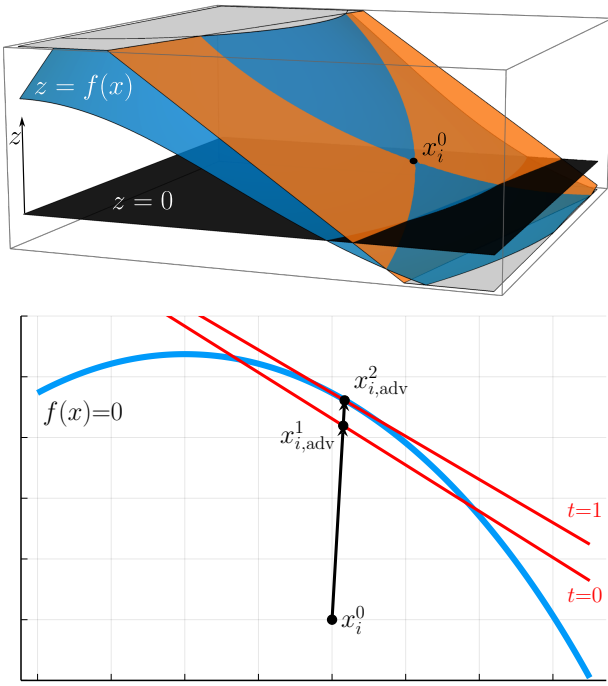 z = f(x)
z
x_i^0
z = 0
f(x)=0
x_{i,adv}^2
x_{i,adv}^1
t=1
t=0
x_i^0